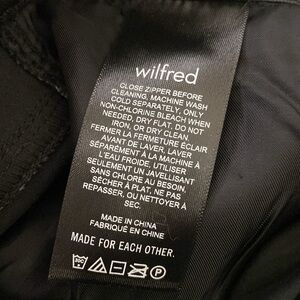 wilfred
CLOSE ZIPPER BEFORE
CLEANING, MACHINE WASH
COLD SEPARATELY, ONLY
NON-CHLORINE BLEACH WHEN
NEEDED, DRY FLAT, DO NOT
IRON, OR DRY CLEAN.
FERMER LA FERMETURE ÉCLAIR
AVANT DE LAVER, LAVER
SÉPARÉMENT À LA MACHINE À
L'EAU FROIDE, UTILISER
SEULEMENT UN JAVELLISANT
SANS CHLORE AU BESOIN,
SÉCHER À PLAT, NE PAS
REPASSER, OU NETTOYER À
SEC.
MADE IN CHINA
FABRIQUÉ EN CHINE
MADE FOR EACH OTHER.
P